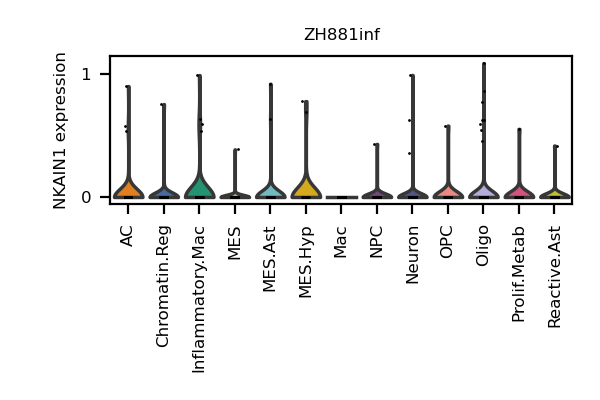 ZH881inf
NKAIN1 expression
1
0
AC
Chromatin.Reg
Inflammatory.Mac
MES
MES.Ast
MES.Hyp
Mac
NPC
Neuron
OPC
Oligo
Prolif.Metab
Reactive.Ast